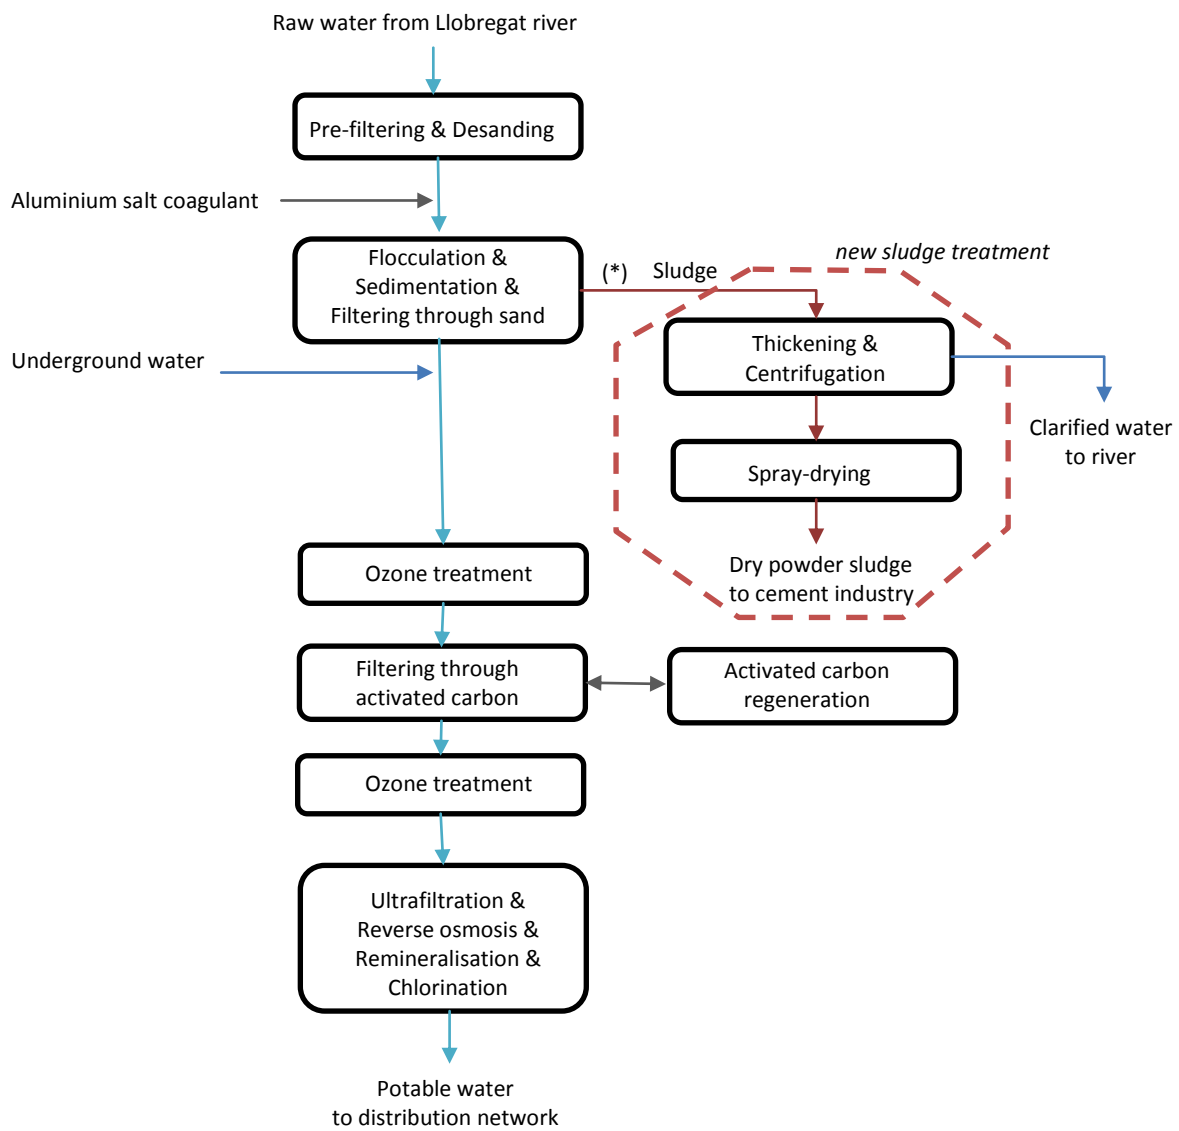 Raw water from Llobregat river
Pre-filtering & Desanding
Aluminium salt coagulant
Flocculation &
Sedimentation &
Filtering through sand
(*) Sludge
new sludge treatment
Thickening &
Centrifugation
Underground water
Clarified water
to river
Spray-drying
Dry powder sludge
to cement industry
Ozone treatment
Filtering through
activated carbon
Activated carbon
regeneration
Ozone treatment
Ultrafiltration &
Reverse osmosis &
Remineralisation &
Chlorination
Potable water
to distribution network